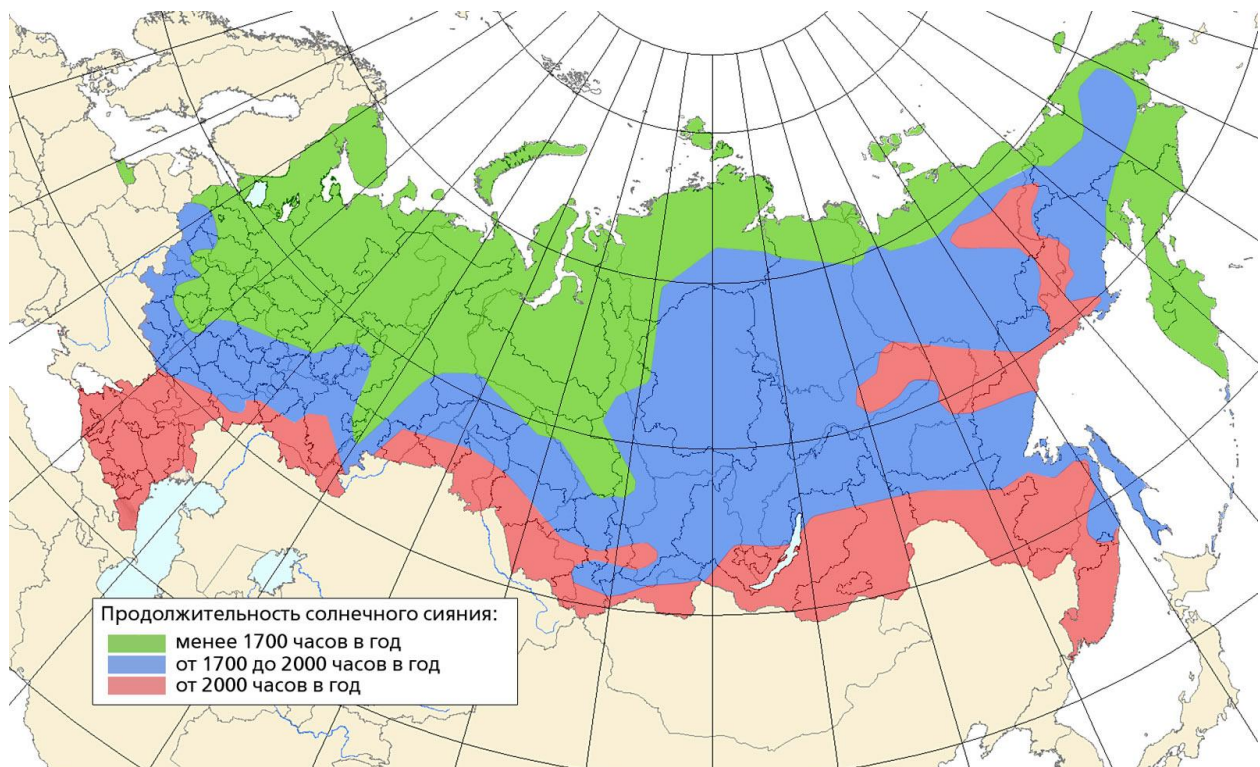 Продолжительность солнечного сияния:
менее 1700 часов в год
от 1700 до 2000 часов в год
от 2000 часов в год